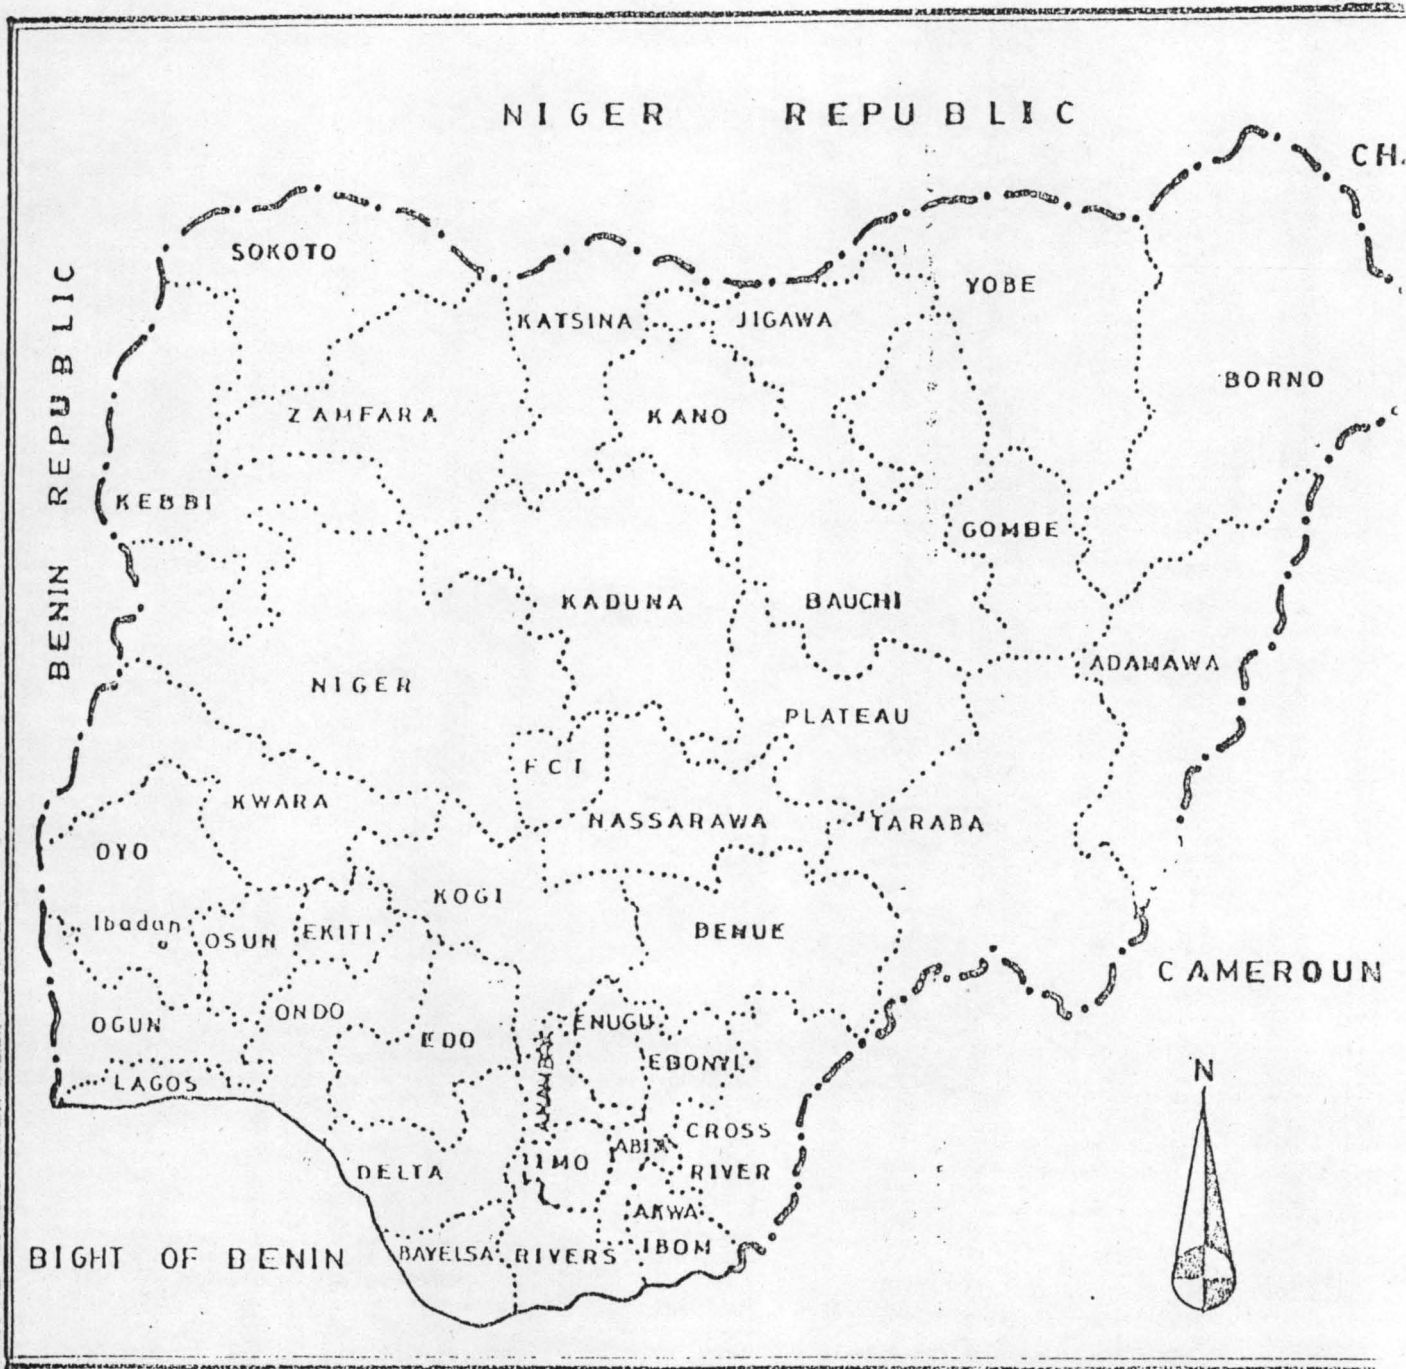 NIGER REPUBLIC
CH.
BENIN REPUBLIC
SOKOTO
YOBE
KATSINA
JIGAWA
BORNO
ZAMFARA
KANO
KEBBI
GOMBE
KADUNA
BAUCHI
ADAMAWA
NIGER
PLATEAU
FCT
KWARA
NASSARAWA
TARABA
OYO
KOGI
Ibadan
OSUN
EKITI
BENUE
CAMEROUN
OGUN
ONDO
EDO
ENUGU
ANAMBRA
EBONYI
LAGOS
N
CROSS
RIVER
ABIA
DELTA
IMO
AKWA
IBOM
BIGHT OF BENIN
BAYELSA
RIVERS